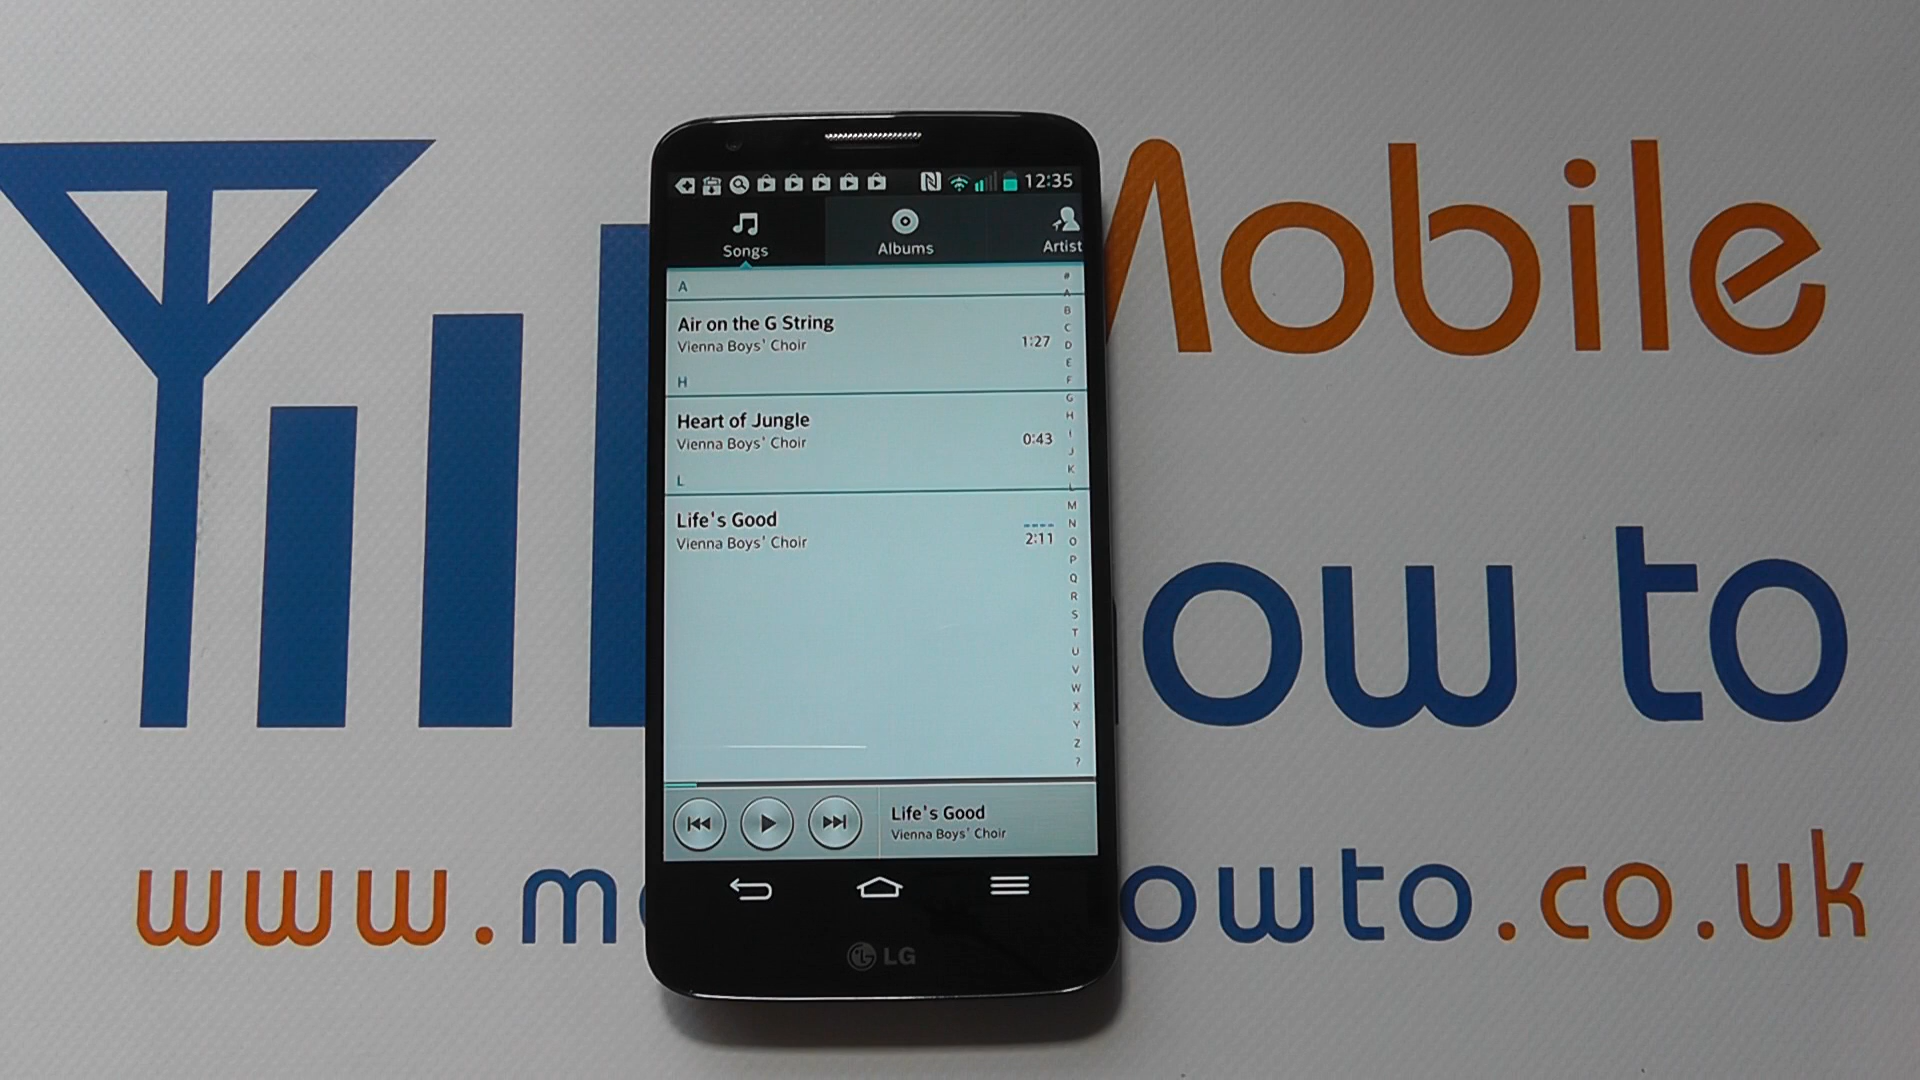 Mobile
ow to
www.m
owto.co.uk
12:35
Songs
Albums
Artist
A
Air on the G String
Vienna Boys' Choir
1:27
H
Heart of Jungle
Vienna Boys' Choir
0:43
L
Life's Good
Vienna Boys' Choir
2:11
#
A
B
C
D
E
F
G
H
I
J
K
L
M
N
O
P
Q
R
S
T
U
V
W
X
Y
Z
?
Life's Good
Vienna Boys' Choir
LG